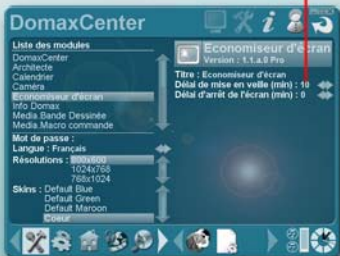 DomaxCenter
Liste des modules
DomaxCenter
Architecte
Calendrier
Caméra
Economiseur d'écran
Info Domax
Media.Bande Dessinée
Media.Macro commande
Mot de passe :
Langue : Français
Résolutions : 800x600
1024x768
768x1024
Skins : Default Blue
Default Green
Default Maroon
Coeur
Economiseur d'écran
Version : 1.1.a.0 Pro
Titre : Economiseur d'écran
Délai de mise en veille (min) : 10
Délai d'arrêt de l'écran (min) : 0